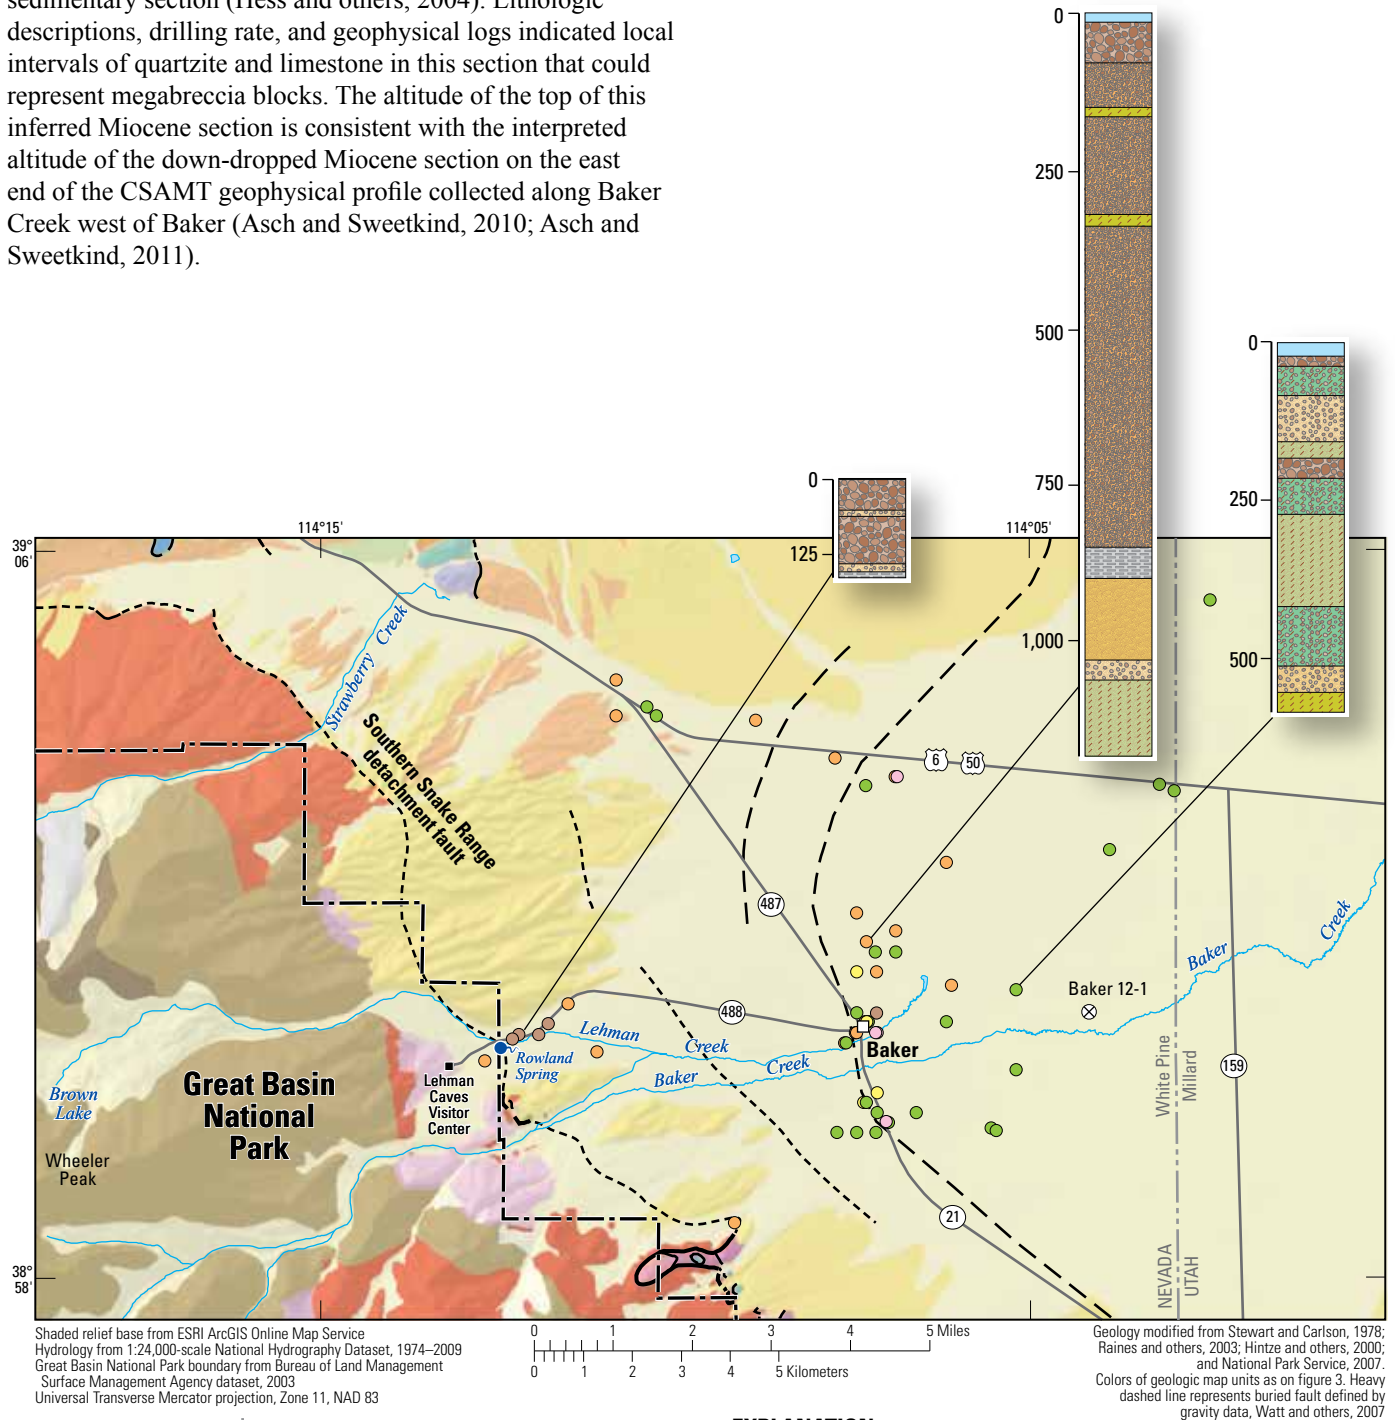 sedimentary section (Hess and others, 2004). Lithologic
descriptions, drilling rate, and geophysical logs indicated local
intervals of quartzite and limestone in this section that could
represent megabreccia blocks. The altitude of the top of this
inferred Miocene section is consistent with the interpreted
altitude of the down-dropped Miocene section on the east
end of the CSAMT geophysical profile collected along Baker
Creek west of Baker (Asch and Sweetkind, 2010; Asch and
Sweetkind, 2011).
0
250
500
750
1,000
0
250
500
0
125
114°15'
114°05'
39°
06'
38°
58'
Strawberry Creek
Southern Snake Range
detachment fault
6
50
487
488
21
159
Baker 12-1
Baker
Creek
Lehman
Creek
Baker
Creek
Baker
Rowland
Spring
Lehman
Caves
Visitor
Center
Great Basin
National
Park
Brown
Lake
Wheeler
Peak
White Pine
Millard
NEVADA
UTAH
Shaded relief base from ESRI ArcGIS Online Map Service
Hydrology from 1:24,000-scale National Hydrography Dataset, 1974–2009
Great Basin National Park boundary from Bureau of Land Management
Surface Management Agency dataset, 2003
Universal Transverse Mercator projection, Zone 11, NAD 83
0 1 2 3 4 5 Miles
0 1 2 3 4 5 Kilometers
Geology modified from Stewart and Carlson, 1978;
Raines and others, 2003; Hintze and others, 2000;
and National Park Service, 2007.
Colors of geologic map units as on figure 3. Heavy
dashed line represents buried fault defined by
gravity data, Watt and others, 2007
EXPLANATION